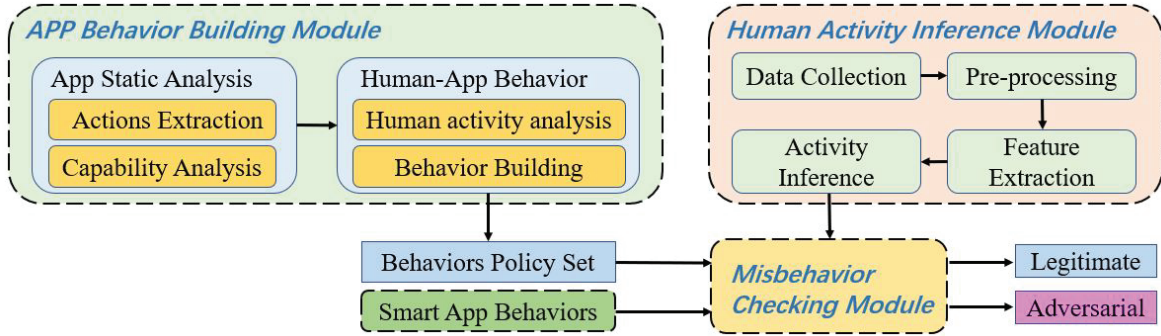 APP Behavior Building Module
App Static Analysis
Actions Extraction
Capability Analysis
Human-App Behavior
Human activity analysis
Behavior Building
Human Activity Inference Module
Data Collection
Pre-processing
Activity
Inference
Feature
Extraction
Behaviors Policy Set
Smart App Behaviors
Misbehavior
Checking Module
Legitimate
Adversarial